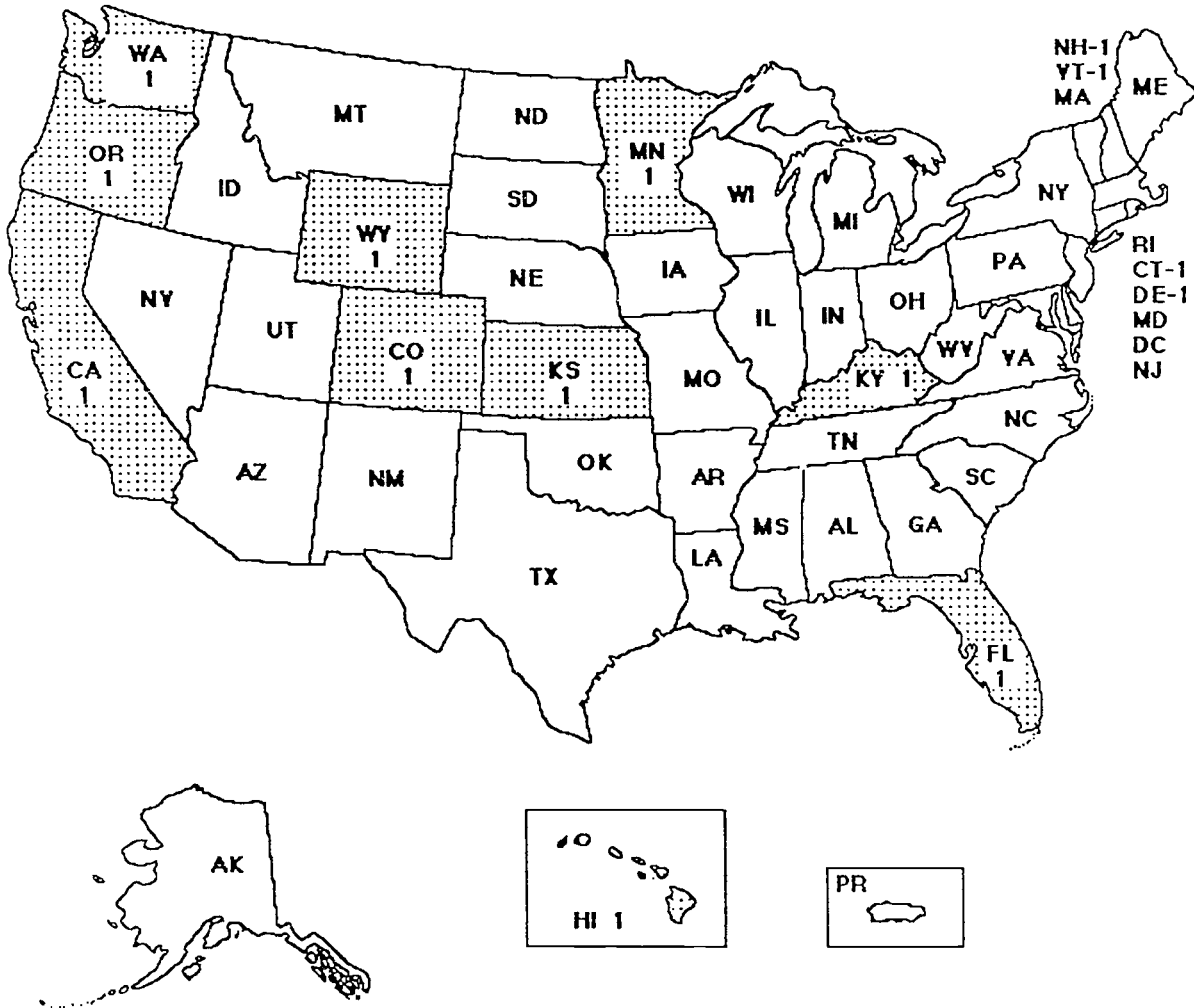 NH-1
VT-1
MA
ME
WA
1
MT
ND
OR
1
MN
1
ID
SD
WI
MI
NY
WY
1
RI
CT-1
DE-1
MD
DC
NJ
PA
IA
NE
NV
UT
IL
IN
OH
CO
1
KS
1
CA
1
MO
WV
VA
KY 1
NC
TN
AZ
NM
OK
AR
SC
MS
AL
GA
LA
TX
FL
1
AK
HI 1
PR